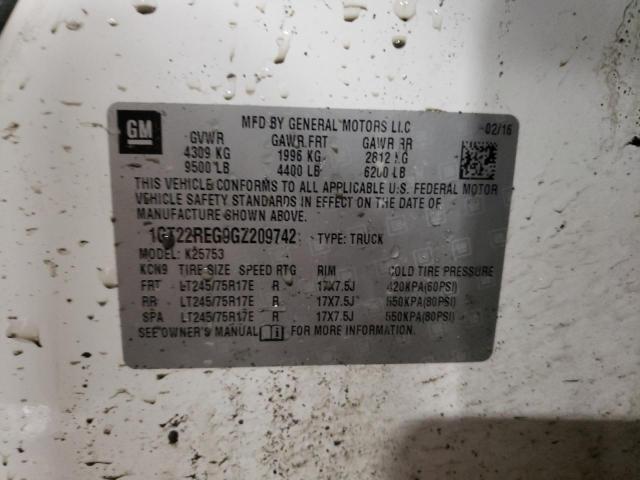 GM
MFD BY GENERAL MOTORS LLC
02/16
GVWR GAWR FRT GAWR RR
4309 KG 1996 KG 2812 KG
9500 LB 4400 LB 6200 LB
THIS VEHICLE CONFORMS TO ALL APPLICABLE U.S. FEDERAL MOTOR
VEHICLE SAFETY STANDARDS IN EFFECT ON THE DATE OF
MANUFACTURE SHOWN ABOVE.
1GT22REG9GZ209742 TYPE: TRUCK
MODEL: K25753
KCN9 TIRE SIZE SPEED RTG RIM COLD TIRE PRESSURE
FRT LT245/75R17E R 17X7.5J 420KPA(60PSI)
RR LT245/75R17E R 17X7.5J 550KPA(80PSI)
SPA LT245/75R17E R 17X7.5J 550KPA(80PSI)
SEE OWNER'S MANUAL FOR MORE INFORMATION.